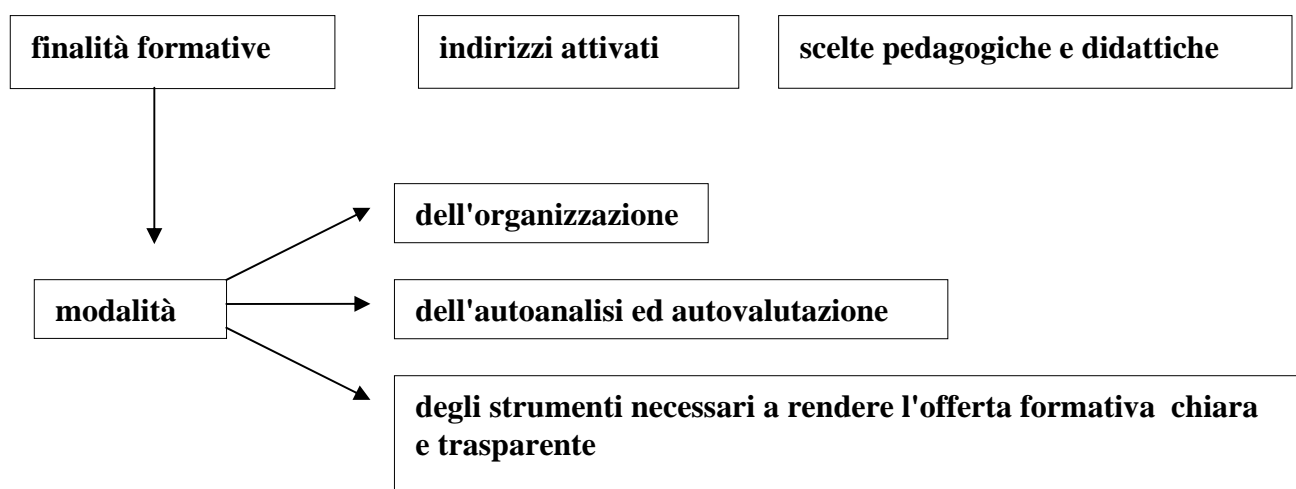 finalità formative
indirizzi attivati
scelte pedagogiche e didattiche
dell'organizzazione
modalità
dell'autoanalisi ed autovalutazione
degli strumenti necessari a rendere l'offerta formativa  chiara
e trasparente